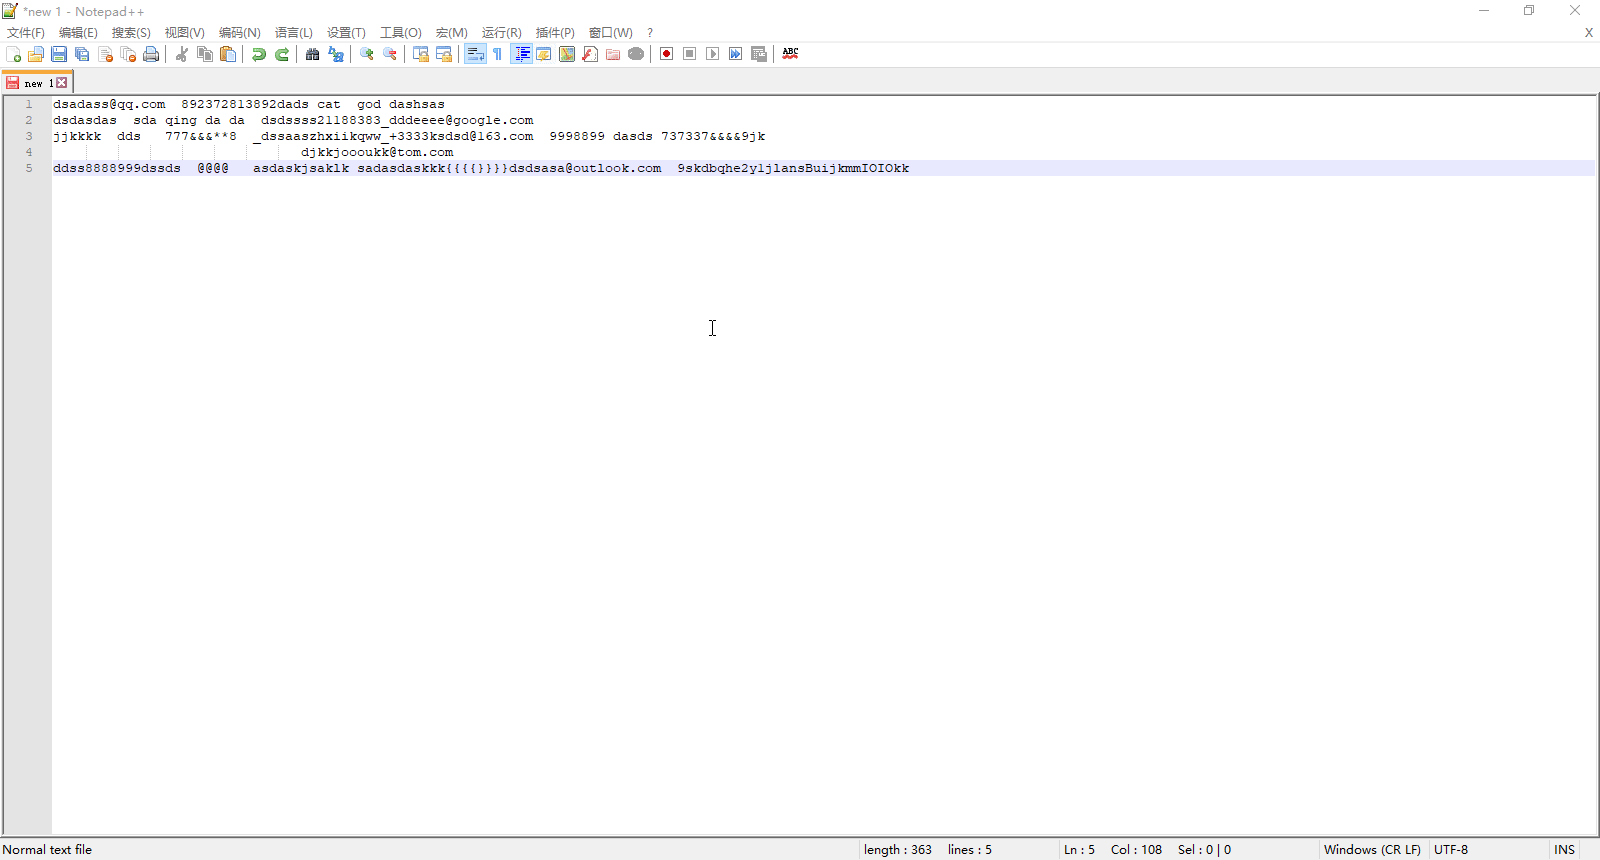 *new 1 - Notepad++
文件(F) 编辑(E) 搜索(S) 视图(V) 编码(N) 语言(L) 设置(T) 工具(O) 宏(M) 运行(R) 插件(P) 窗口(W) ? X
ABC
new 1
1 dsadass@qq.com  892372813892dads cat  god dashsas
2 dsdasdas  sda qing da da  dsdssss21188383_dddeeee@google.com
3 jjkkkk  dds   777&&&**8  _dssaaszhxiikqww_+3333ksdsd@163.com  9998899 dasds 737337&&&&9jk
4 djkkjoooukk@tom.com
5 ddss8888999dssds  @@@@   asdaskjsaklk sadasdaskkk{{{{}}}}dsdsasa@outlook.com  9skdbqhe2y1jlansBuijkmmIOIOkk
Normal text file length : 363 lines : 5 Ln : 5 Col : 108 Sel : 0 | 0 Windows (CR LF) UTF-8 INS